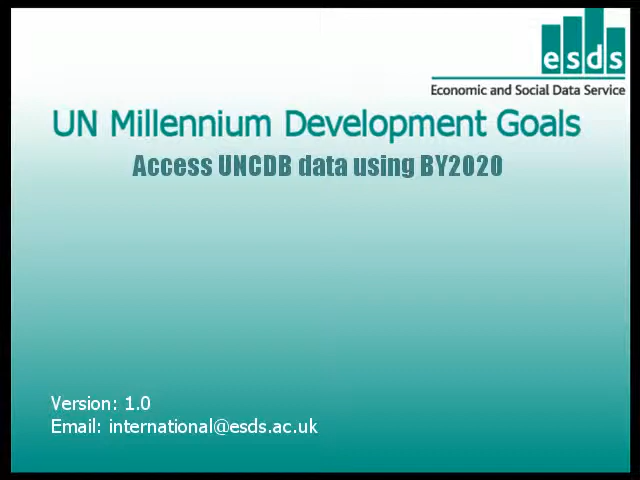 esds
Economic and Social Data Service
UN Millennium Development Goals
Access UNCDB data using BY2020
Version: 1.0
Email: international@esds.ac.uk